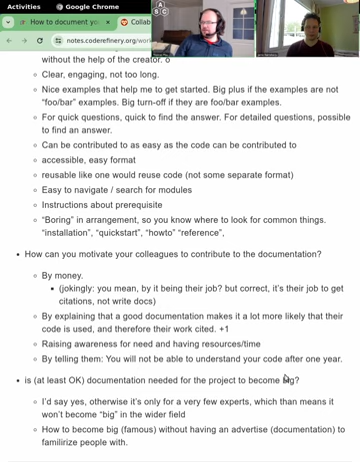 Activities
Google Chrome
How to document yo
Collab
notes.coderefinery.org/wor
without the help of the creator. o
Clear, engaging, not too long.
Nice examples that help me to get started. Big plus if the examples are not
"foo/bar" examples. Big turn-off if they are foo/bar examples.
For quick questions, quick to find the answer. For detailed questions, possible
to find an answer.
Can be contributed to as easy as the code can be contributed to
accessible, easy format
reusable like one would reuse code (not some separate format)
Easy to navigate / search for modules
Instructions about prerequisite
"Boring" in arrangement, so you know where to look for common things.
"installation", "quickstart", "howto" "reference",
How can you motivate your colleagues to contribute to the documentation?
By money.
(jokingly: you mean, by it being their job? but correct, it's their job to get
citations, not write docs)
By explaining that a good documentation makes it a lot more likely that their
code is used, and therefore their work cited. +1
Raising awareness for need and having resources/time
By telling them: You will not be able to understand your code after one year.
is (at least OK) documentation needed for the project to become big?
I'd say yes, otherwise it's only for a very few experts, which than means it
won't become "big" in the wider field
How to become big (famous) without having an advertise (documentation) to
familirize people with.